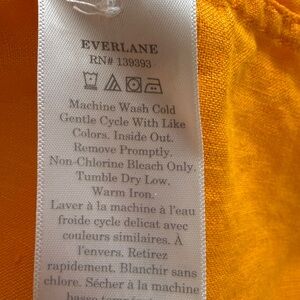 EVERLANE
RN# 139393
Machine Wash Cold
Gentle Cycle With Like
Colors. Inside Out.
Remove Promptly.
Non-Chlorine Bleach Only.
Tumble Dry Low.
Warm Iron.
Laver à la machine à l'eau
froide cycle delicat avec
couleurs similaires. À
l'envers. Retirez
rapidement. Blanchir sans
chlore. Sécher à la machine
basse